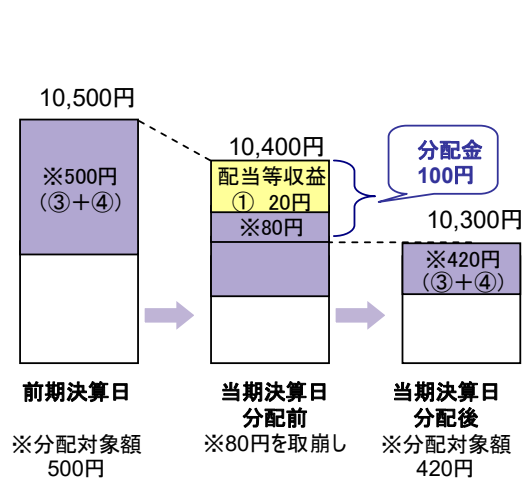 10,500円
※500円
(③+④)
10,400円
配当等収益
① 20円
※80円
分配金
100円
10,300円
※420円
(③+④)
前期決算日
※分配対象額
500円
当期決算日
分配前
※80円を取崩し
当期決算日
分配後
※分配対象額
420円